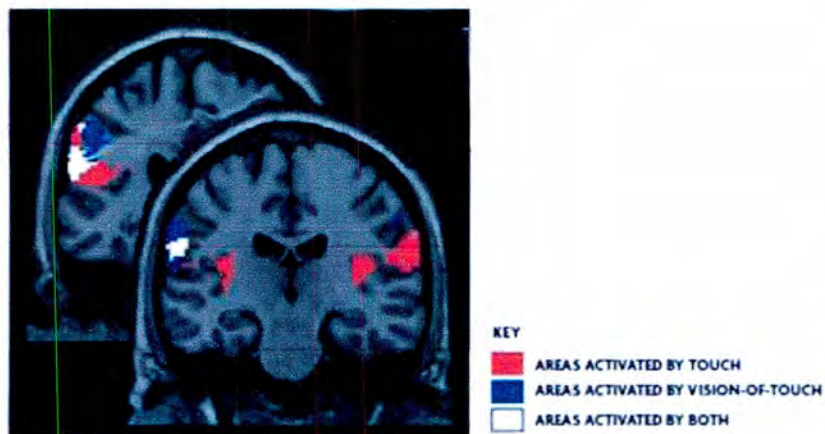 KEY
AREAS ACTIVATED BY TOUCH
AREAS ACTIVATED BY VISION-OF-TOUCH
AREAS ACTIVATED BY BOTH